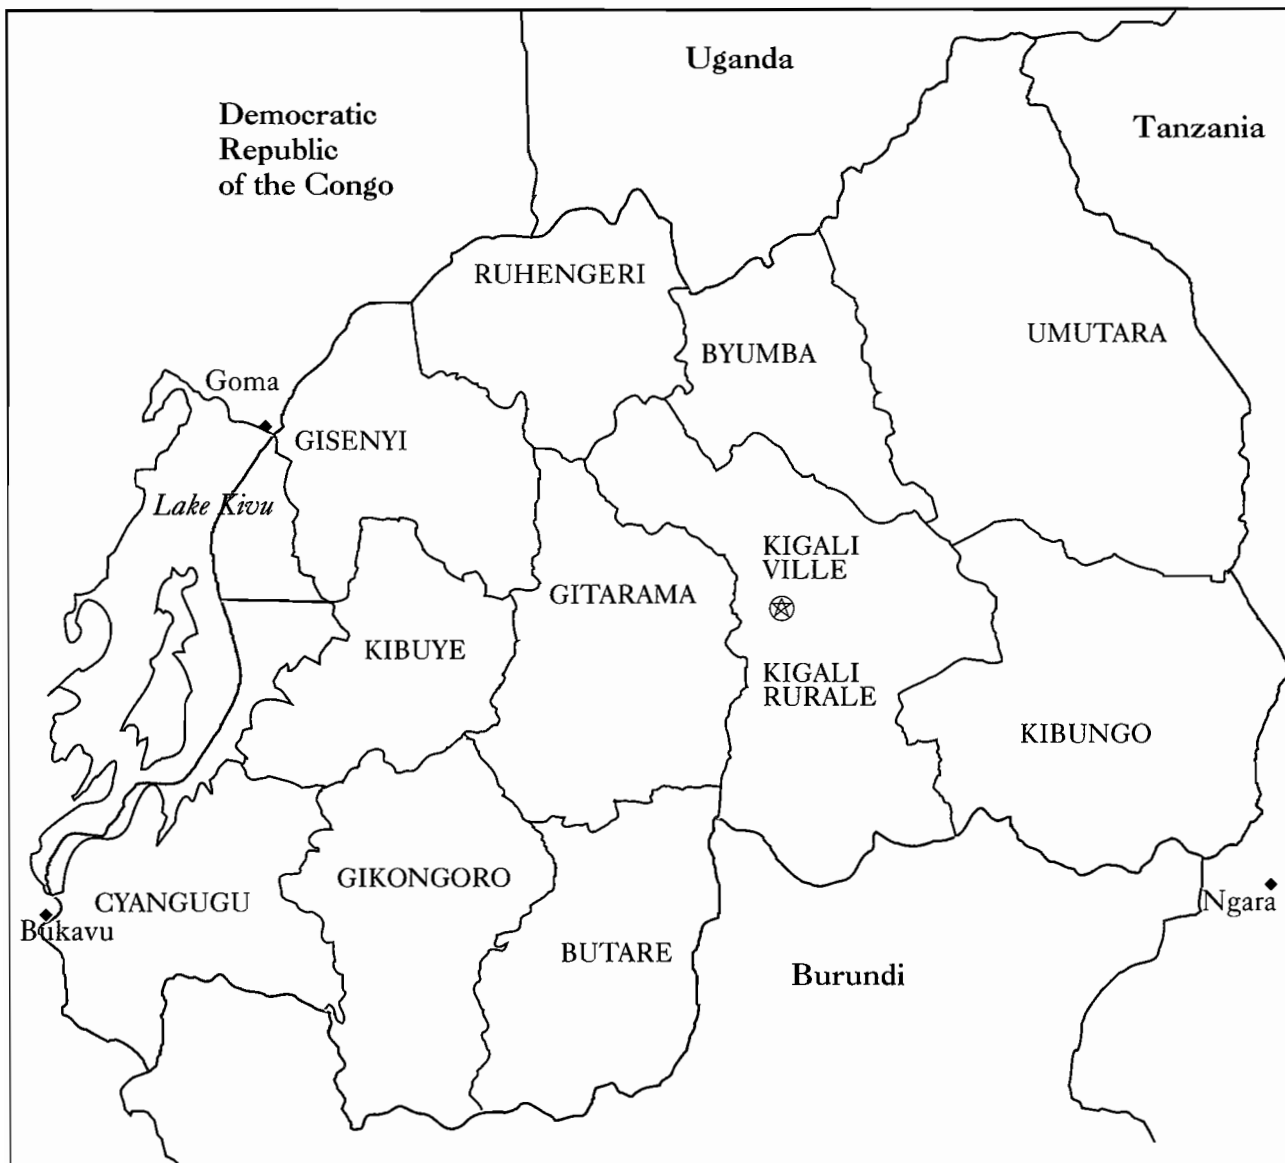 Uganda
Democratic
Republic
of the Congo
Tanzania
RUHENGERI
UMUTARA
BYUMBA
Goma
GISENYI
Lake Kivu
KIGALI
VILLE
GITARAMA
KIBUYE
KIGALI
RURALE
KIBUNGO
GIKONGORO
CYANGUGU
Ngara
Bukavu
BUTARE
Burundi